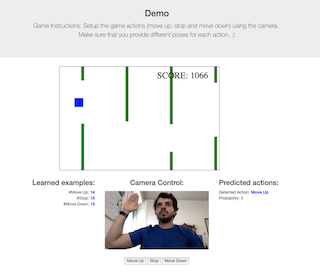 Demo
Game Instructions: Setup the game actions (move up, stop and move down) using the camera.
Make sure that you provide different poses for each action. :)
SCORE: 1066
Learned examples:
#Move Up: 14
#Stop: 15
#Move Down: 15
Camera Control:
Predicted actions:
Detected Action: Move Up
Probability: 1
Move Up Stop Move Down